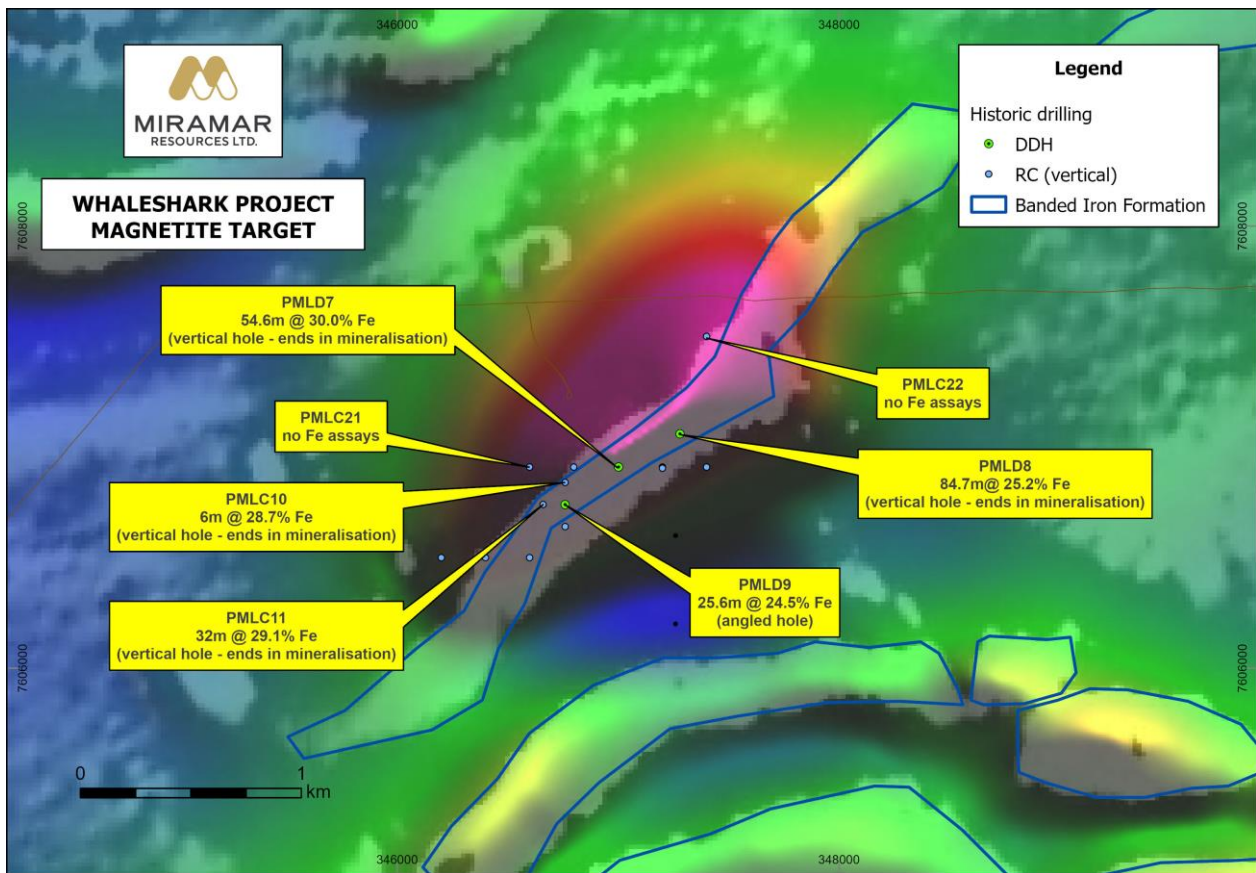 346000
348000
MIRAMAR
RESOURCES LTD.
WHALESHARK PROJECT
MAGNETITE TARGET
Legend
Historic drilling
DDH
RC (vertical)
Banded Iron Formation
7608000
7608000
PMLD7
54.6m @ 30.0% Fe
(vertical hole - ends in mineralisation)
PMLC22
no Fe assays
PMLC21
no Fe assays
PMLD8
84.7m@ 25.2% Fe
(vertical hole - ends in mineralisation)
PMLC10
6m @ 28.7% Fe
(vertical hole - ends in mineralisation)
PMLD9
25.6m @ 24.5% Fe
(angled hole)
PMLC11
32m @ 29.1% Fe
(vertical hole - ends in mineralisation)
7606000
7606000
0 1
km
346000
348000